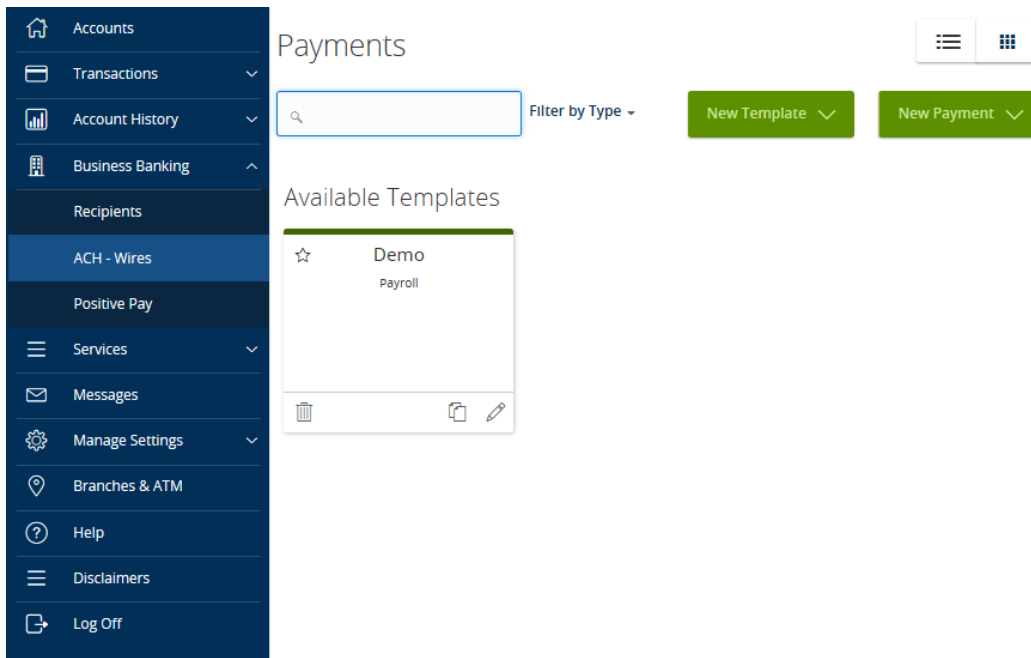 Accounts
Transactions
Account History
Business Banking
Recipients
ACH - Wires
Positive Pay
Services
Messages
Manage Settings
Branches & ATM
Help
Disclaimers
Log Off
Payments
Filter by Type
New Template
New Payment
Available Templates
Demo
Payroll